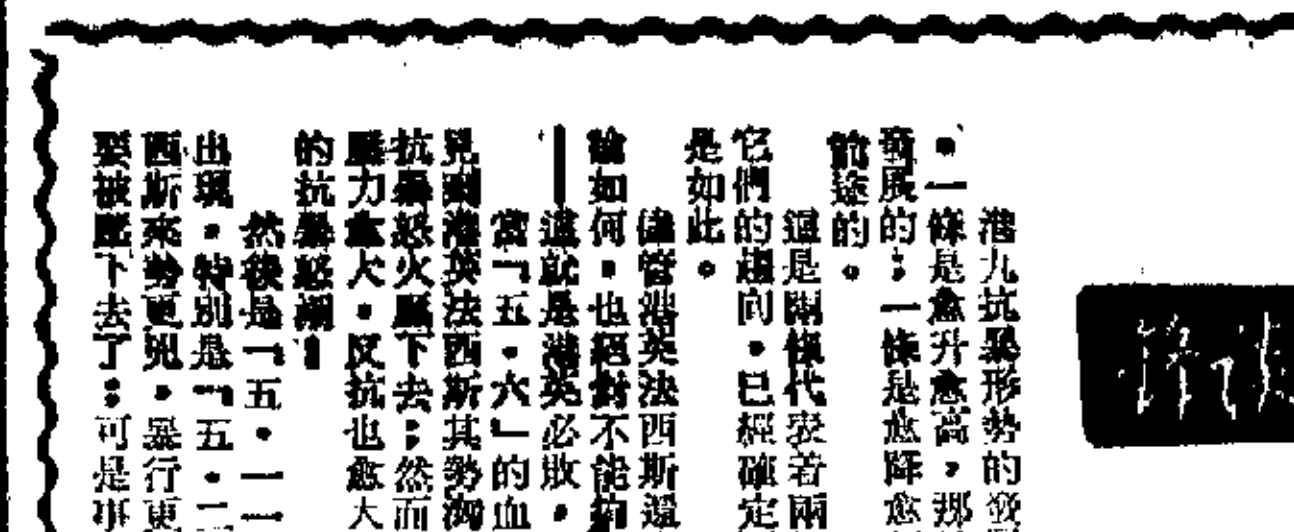 港九抗暴形勢的發
，一條是愈升愈高，那
奇展的；一條是愈降愈
前途的。
這是兩條代表着兩
它們的趨向，已經確定
是如此。
儘管港英法西斯還
論如何，也絕對不能
——這就是港英必敗，
當「五・六」的血
兇劇港英法西斯其勢洶
抗暴怒火壓下去；然而
壓力愈大，反抗也愈大
的抗暴怒潮！
然後是「五・一一
出現，特別是「五・二
西斯來勢更兇，暴行更
要被壓下去了；可是事